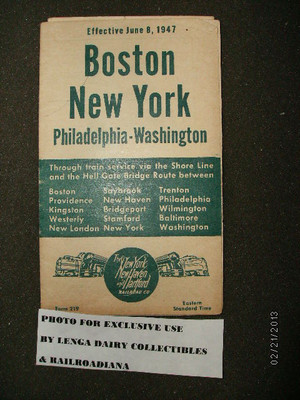 Effective June 8, 1947
Boston
New York
Philadelphia-Washington
Through train service via the Shore Line
and the Hell Gate Bridge Route between
Boston Saybrook Trenton
Providence New Haven Philadelphia
Kingston Bridgeport Wilmington
Westerly Stamford Baltimore
New London New York Washington
The New York
New Haven
and Hartford
RAILROAD CO.
Form 219
Eastern
Standard Time
PHOTO FOR EXCLUSIVE USE
BY LENGA DAIRY COLLECTIBLES
& RAILROADIANA
02/21/2013